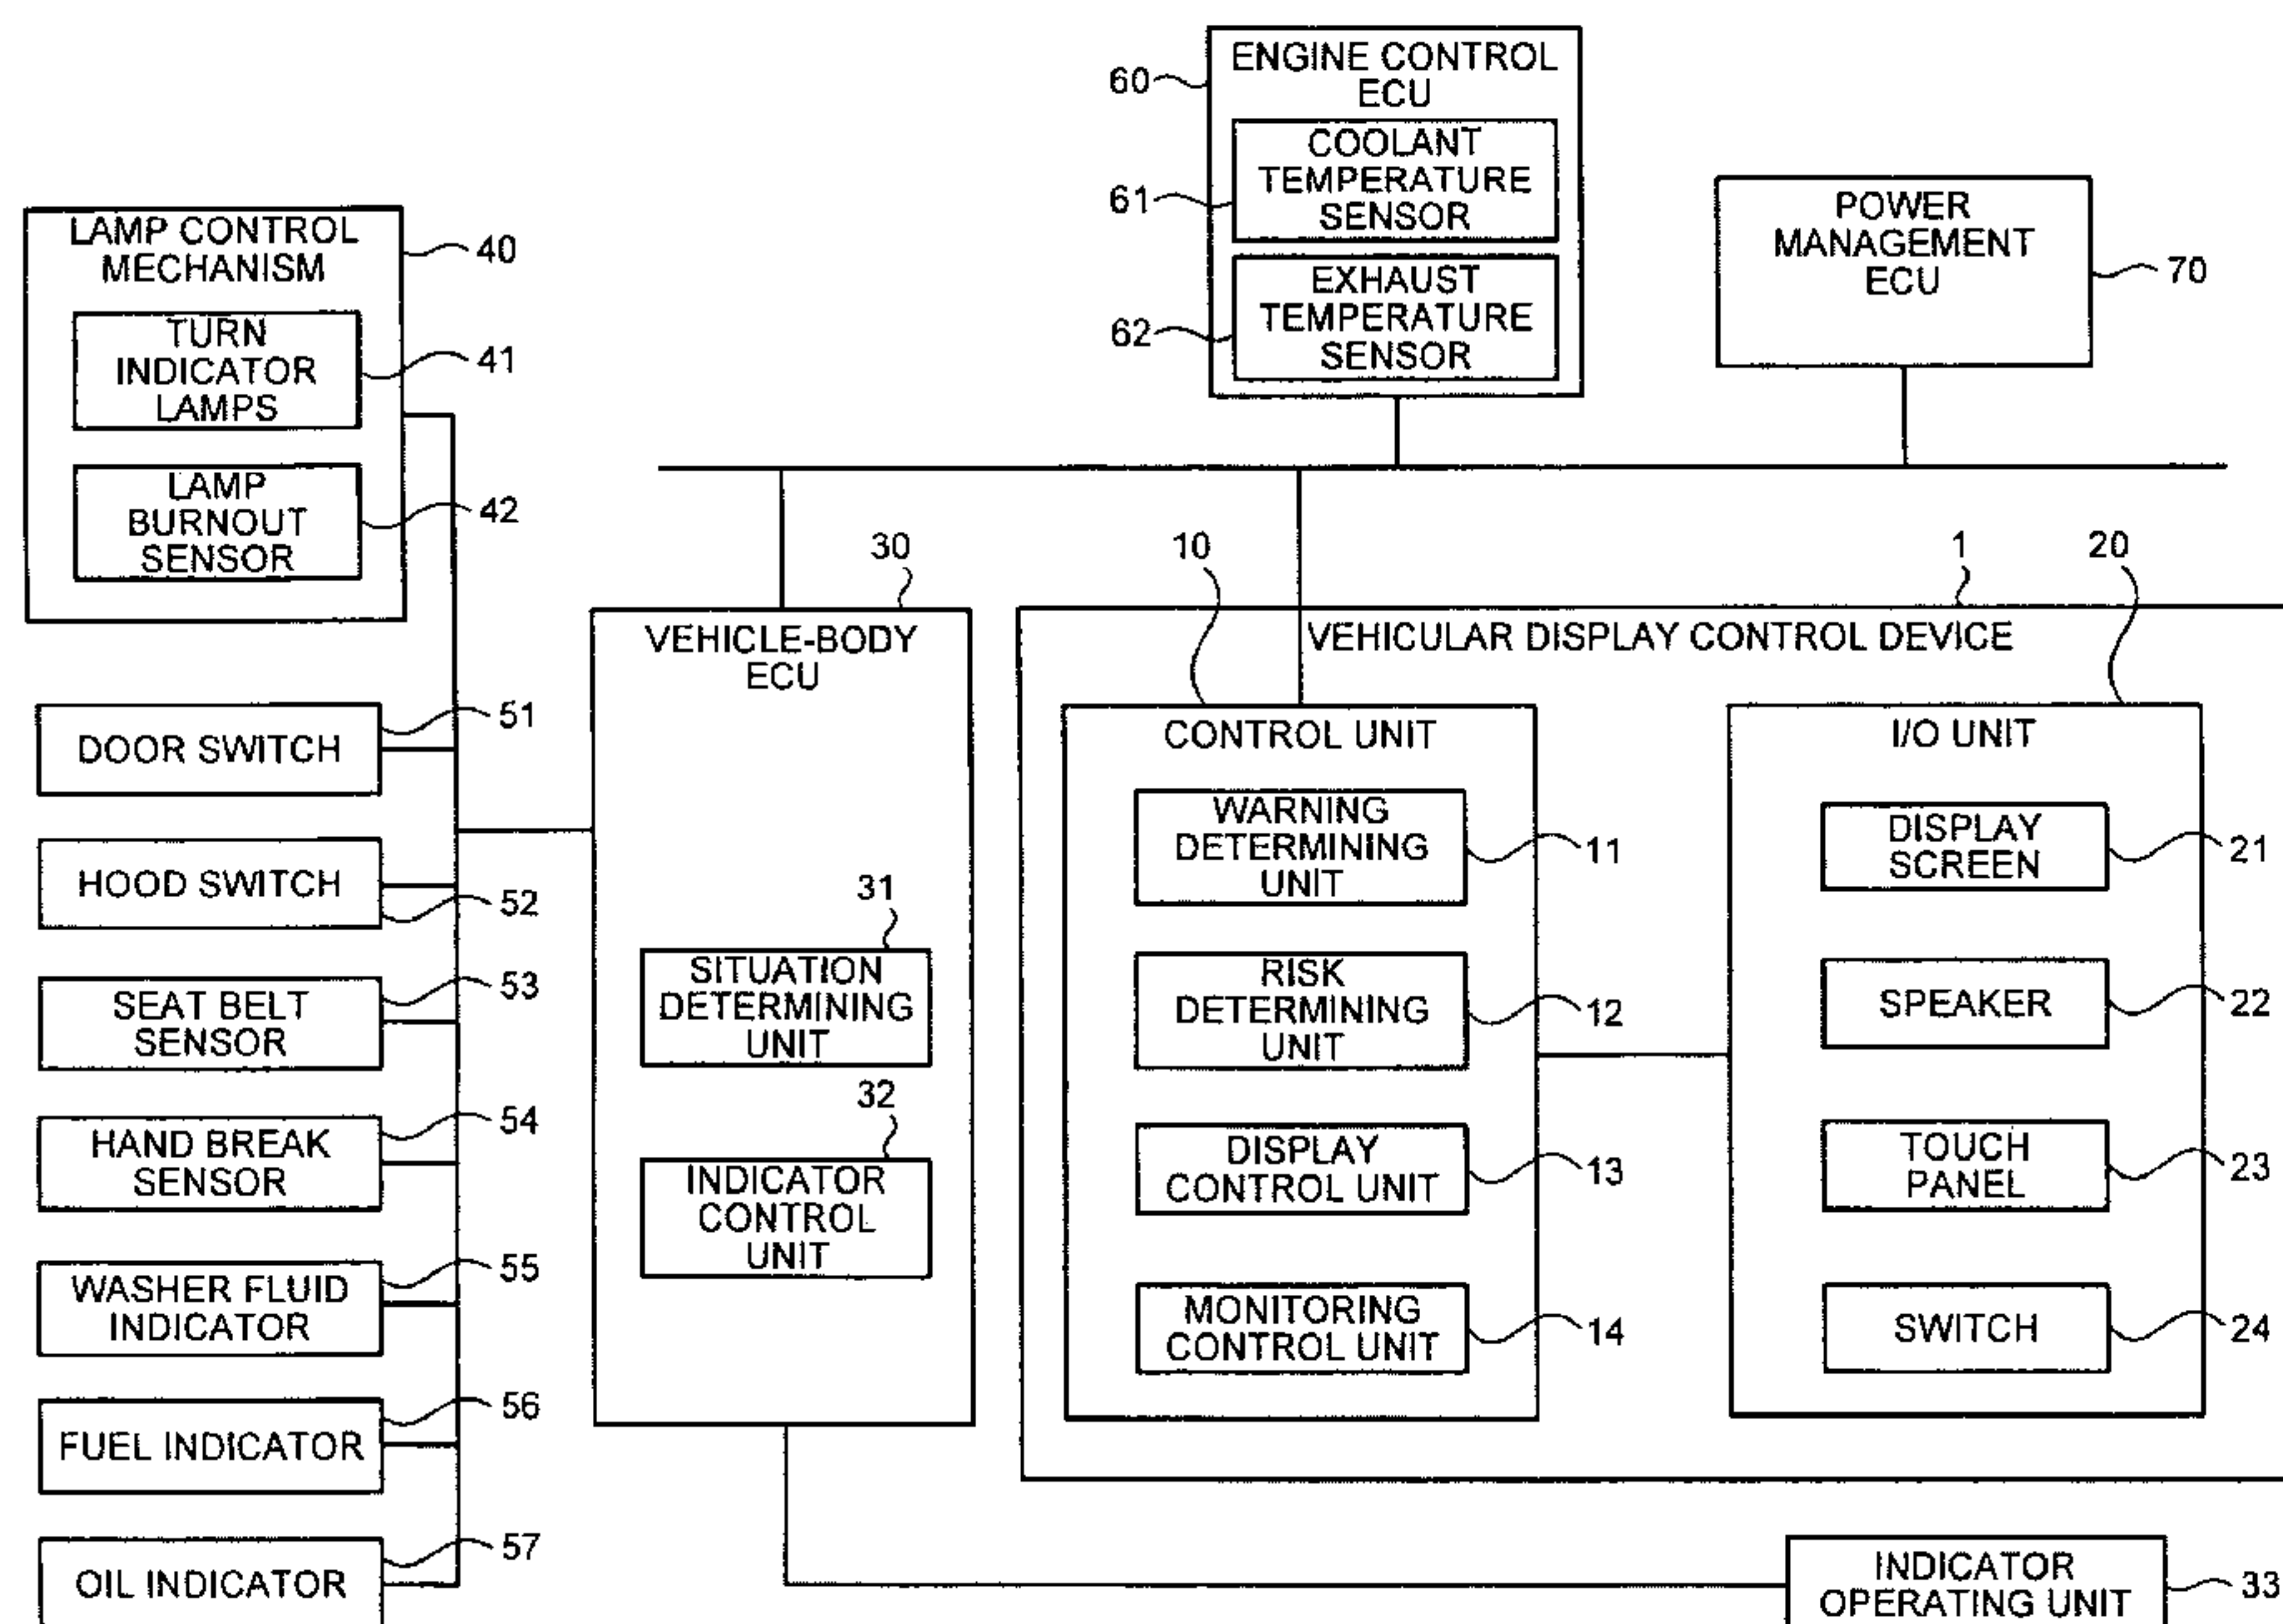 ENGINE CONTROL
ECU
60
COOLANT
TEMPERATURE
SENSOR
61
EXHAUST
TEMPERATURE
SENSOR
62
POWER
MANAGEMENT
ECU
70
LAMP CONTROL
MECHANISM
40
TURN
INDICATOR
LAMPS
41
LAMP
BURNOUT
SENSOR
42
DOOR SWITCH
51
HOOD SWITCH
52
SEAT BELT
SENSOR
53
HAND BREAK
SENSOR
54
WASHER FLUID
INDICATOR
55
FUEL INDICATOR
56
OIL INDICATOR
57
30
VEHICLE-BODY
ECU
31
SITUATION
DETERMINING
UNIT
32
INDICATOR
CONTROL
UNIT
1
VEHICULAR DISPLAY CONTROL DEVICE
10
CONTROL UNIT
WARNING
DETERMINING
UNIT
11
RISK
DETERMINING
UNIT
12
DISPLAY
CONTROL UNIT
13
MONITORING
CONTROL UNIT
14
20
I/O UNIT
DISPLAY
SCREEN
21
SPEAKER
22
TOUCH
PANEL
23
SWITCH
24
INDICATOR
OPERATING UNIT
33